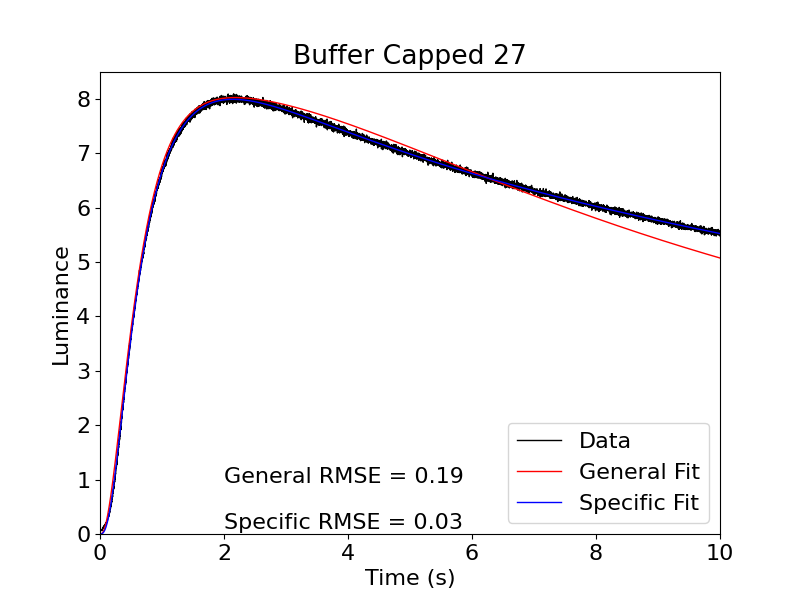 Buffer Capped 27
Luminance
8
7
6
5
4
3
2
1
0
General RMSE = 0.19
Specific RMSE = 0.03
Data
General Fit
Specific Fit
0 2 4 6 8 10
Time (s)